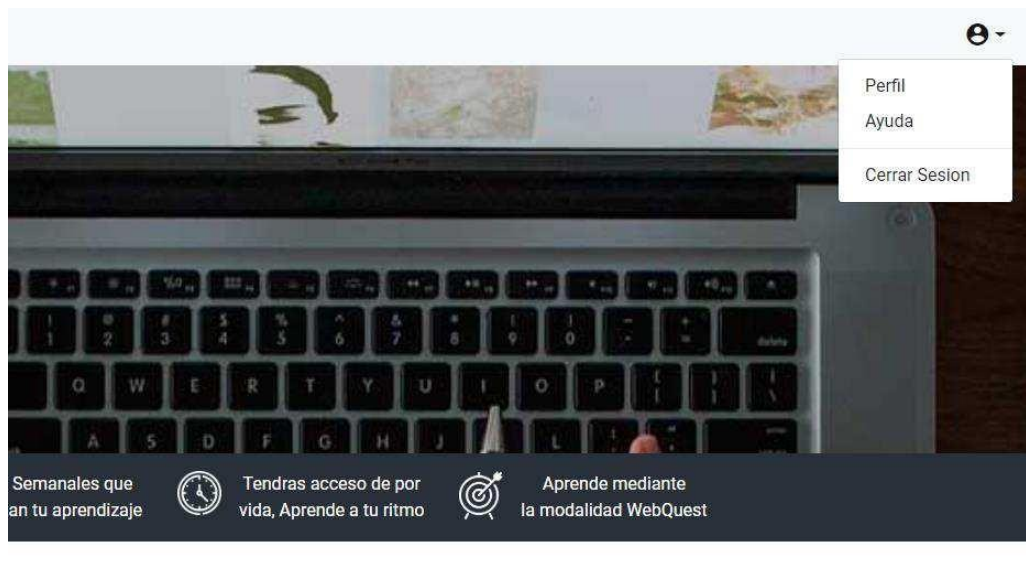 Perfil
Ayuda
Cerrar Sesion
delete
Q W E R T Y U I O P
A S D F G H J L
Semanales que
an tu aprendizaje
Tendras acceso de por
vida, Aprende a tu ritmo
Aprende mediante
la modalidad WebQuest